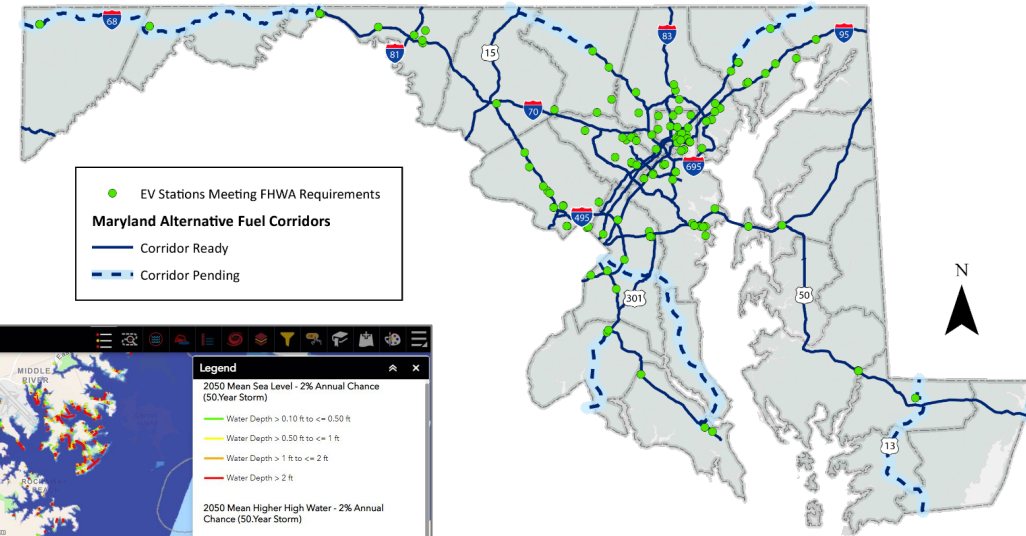 68
81
15
83
95
70
695
495
301
50
13
N
EV Stations Meeting FHWA Requirements
Maryland Alternative Fuel Corridors
Corridor Ready
Corridor Pending
Legend
2050 Mean Sea Level - 2% Annual Chance
(50.Year Storm)
Water Depth > 0.10 ft to <= 0.50 ft
Water Depth > 0.50 ft to <= 1 ft
Water Depth > 1 ft to <= 2 ft
Water Depth > 2 ft
2050 Mean Higher High Water - 2% Annual
Chance (50.Year Storm)
MIDDLE
RIVER